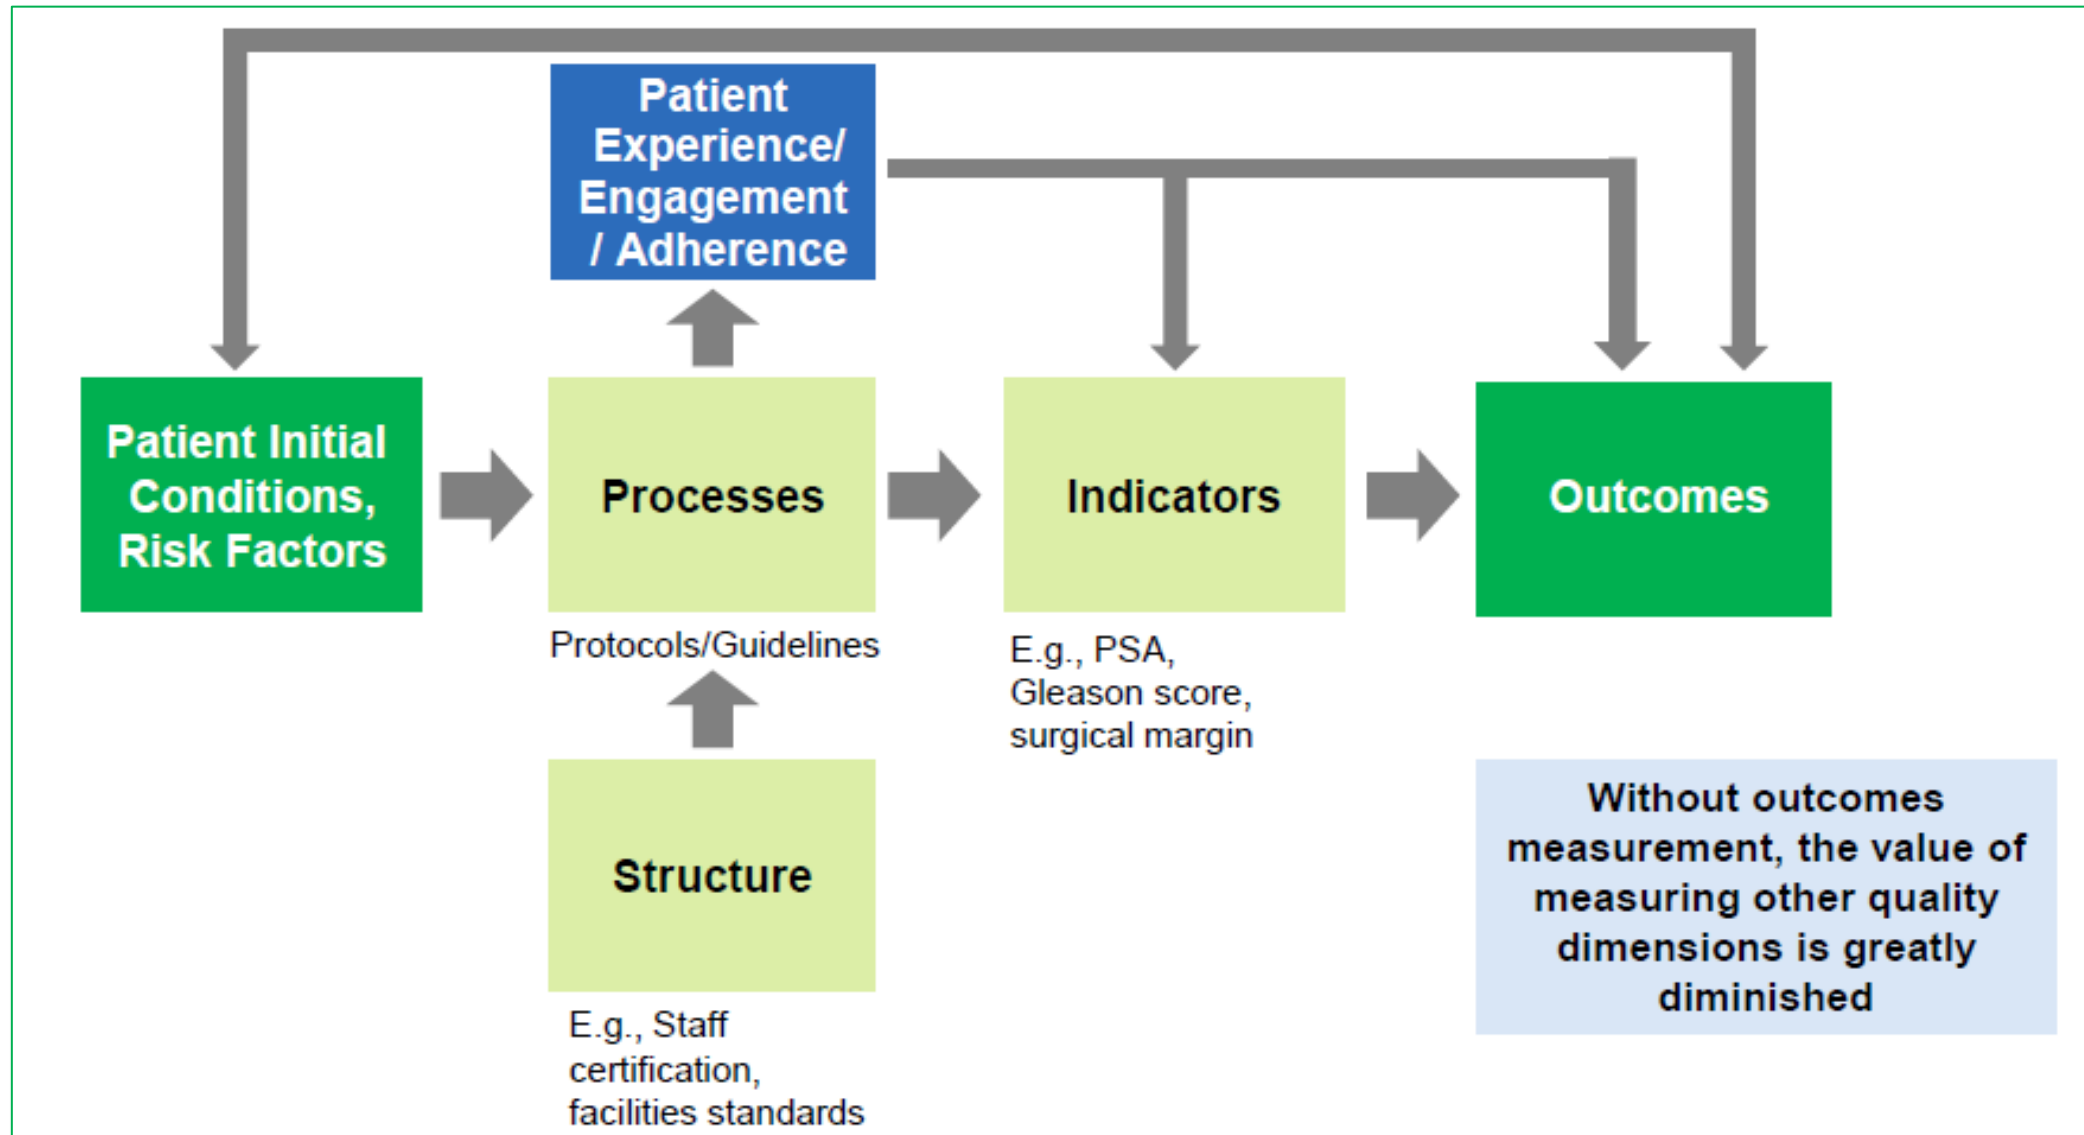 Patient
Experience/
Engagement
/ Adherence
Patient Initial
Conditions,
Risk Factors
Processes
Indicators
Outcomes
Protocols/Guidelines
E.g., PSA,
Gleason score,
surgical margin
Structure
E.g., Staff
certification,
facilities standards
Without outcomes
measurement, the value of
measuring other quality
dimensions is greatly
diminished